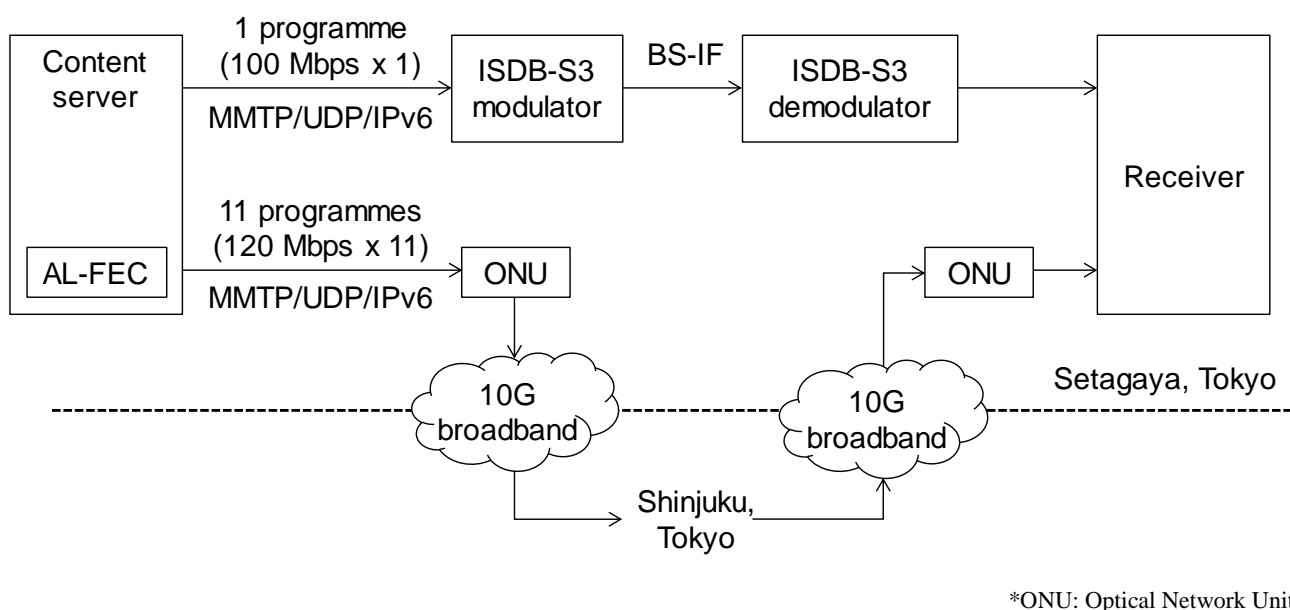 Content
server
AL-FEC
1 programme
(100 Mbps x 1)
MMTP/UDP/IPv6
ISDB-S3
modulator
BS-IF
ISDB-S3
demodulator
Receiver
11 programmes
(120 Mbps x 11)
MMTP/UDP/IPv6
ONU
ONU
10G
broadband
10G
broadband
Setagaya, Tokyo
Shinjuku,
Tokyo
*ONU: Optical Network Unit